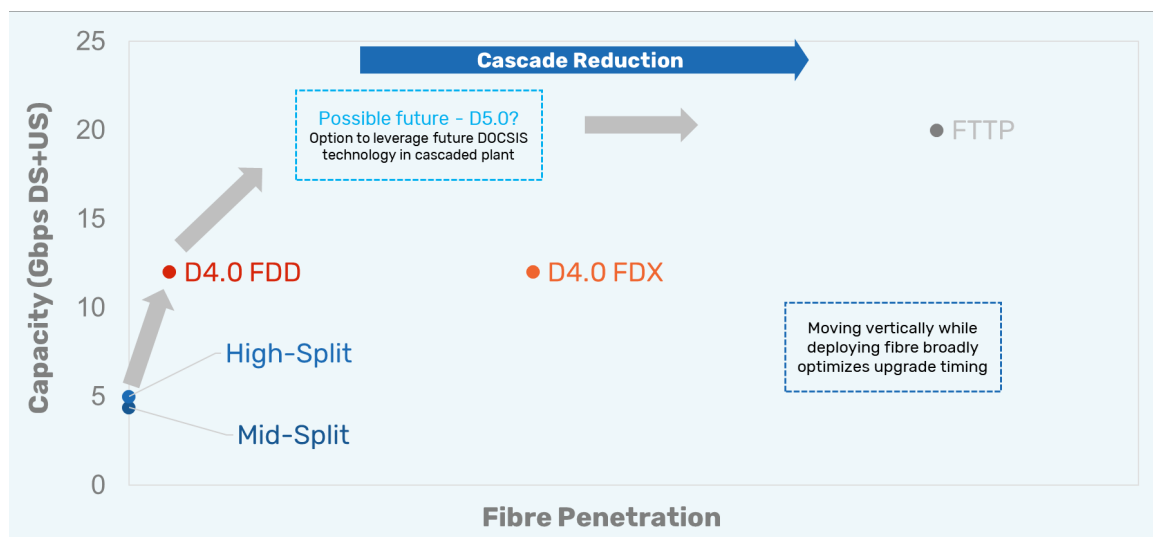 25
Cascade Reduction
Possible future - D5.0?
Option to leverage future DOCSIS
technology in cascaded plant
20
FTTP
15
D4.0 FDD
D4.0 FDX
10
Moving vertically while
deploying fibre broadly
optimizes upgrade timing
High-Split
5
Mid-Split
0
Capacity (Gbps DS+US)
Fibre Penetration